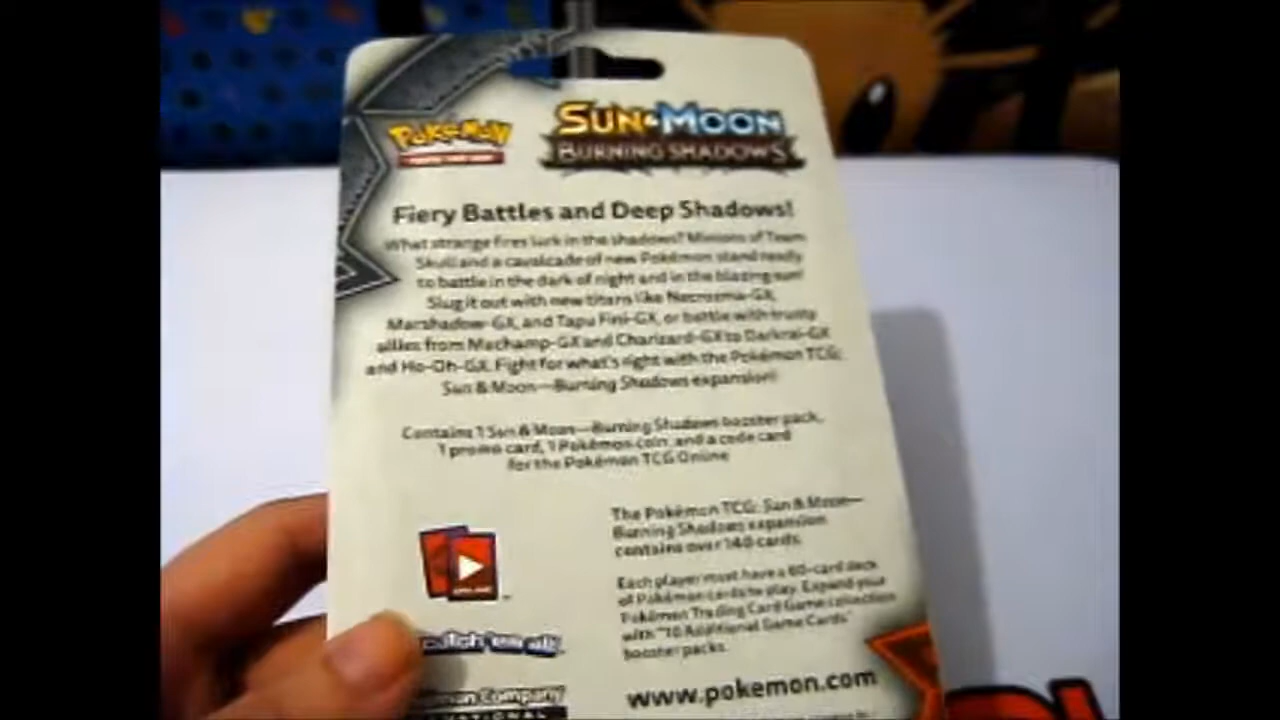 Pokémon
SUN & MOON
BURNING SHADOWS
Fiery Battles and Deep Shadows!
What strange fires lurk in the shadows? Minions of Team
Skull and a cavalcade of new Pokémon stand ready
to battle in the dark of night and in the blazing sun!
Slug it out with new titans like Necrozma-GX,
Marshadow-GX, and Tapu Fini-GX, or battle with trusty
allies from Machamp-GX and Charizard-GX to Darkrai-GX
and Ho-Oh-GX. Fight for what's right with the Pokémon TCG:
Sun & Moon—Burning Shadows expansion!
Contains 1 Sun & Moon—Burning Shadows booster pack,
1 promo card, 1 Pokémon coin, and a code card
for the Pokémon TCG Online
The Pokémon TCG: Sun & Moon—
Burning Shadows expansion
contains over 140 cards.
Each player must have a 60-card deck
of Pokémon cards to play. Expand your
Pokémon Trading Card Game collection
with "10 Additional Game Cards"
booster packs.
catch 'em all!
Company
www.pokemon.com